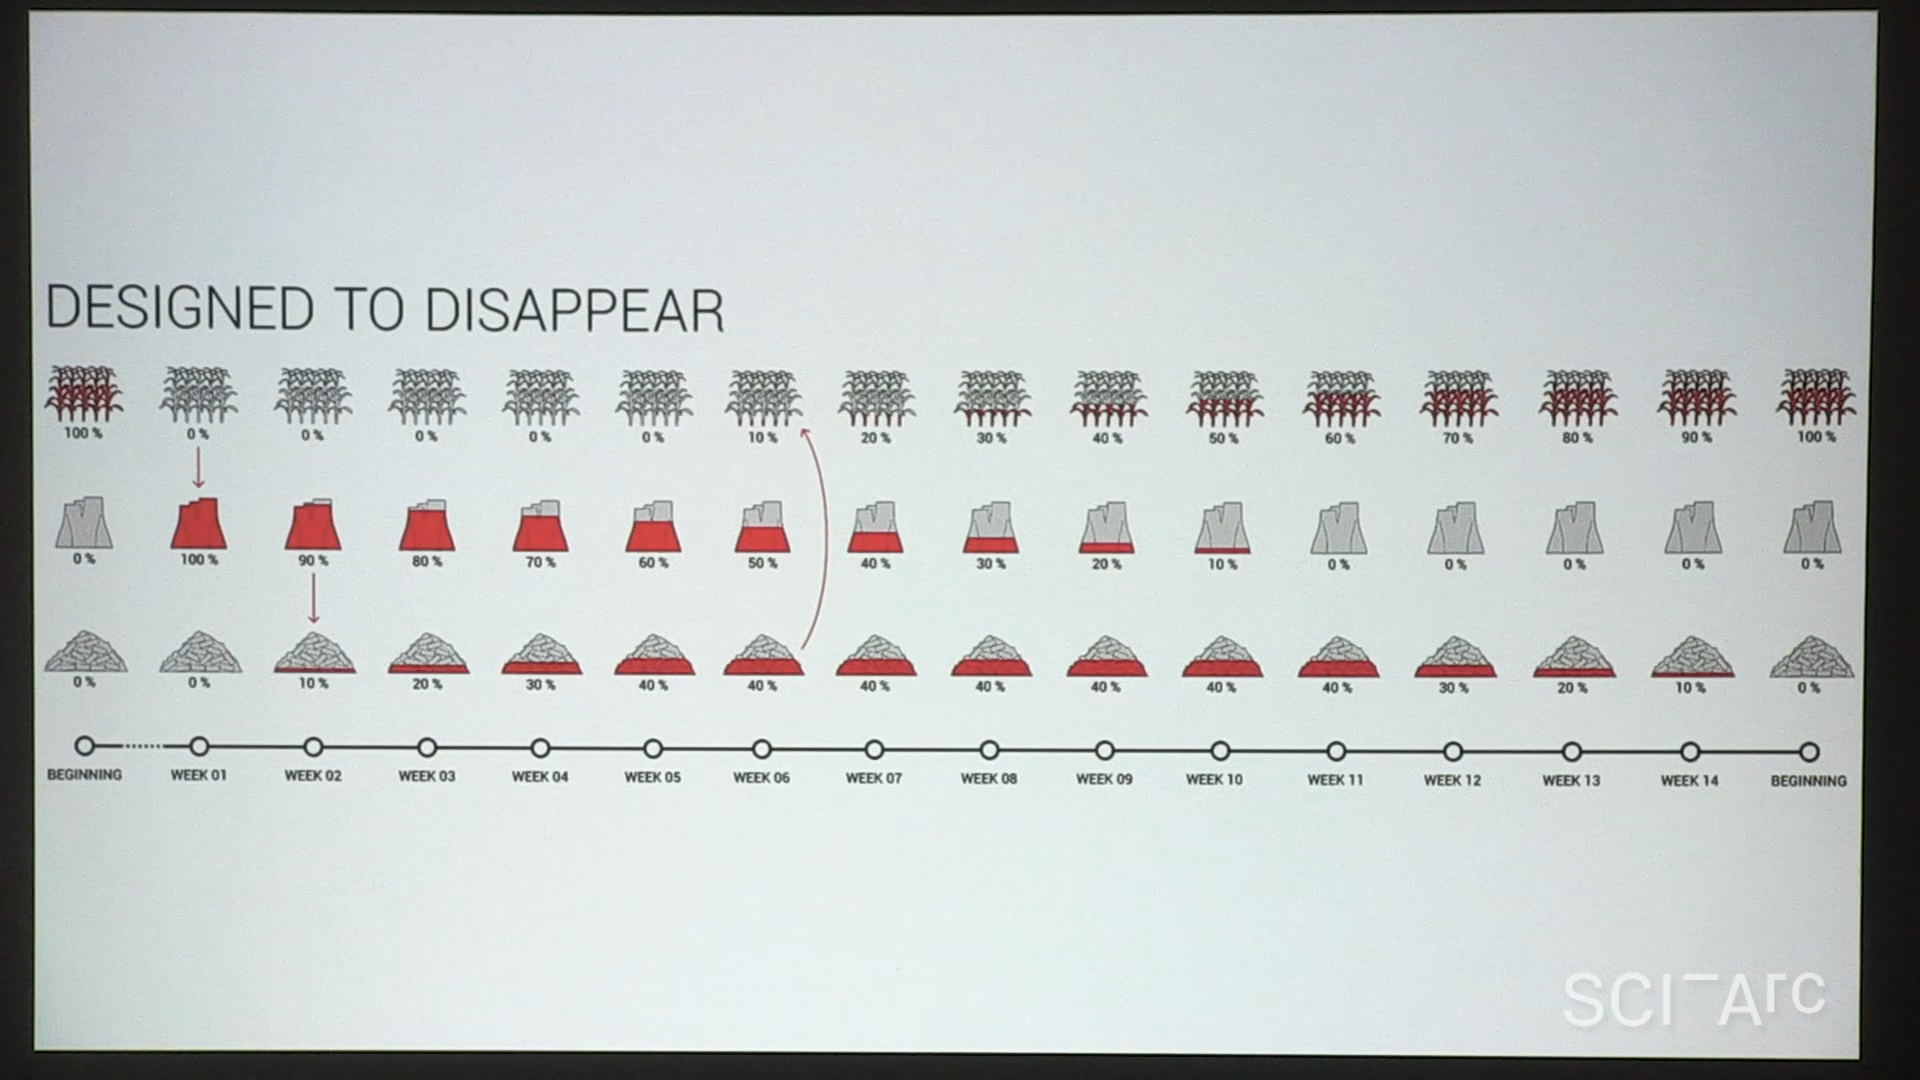 DESIGNED TO DISAPPEAR
100 % 0 % 0 % 0 % 0 % 0 % 10 % 20 % 30 % 40 % 50 % 60 % 70 % 80 % 90 % 100 %
0 % 100 % 90 % 80 % 70 % 60 % 50 % 40 % 30 % 20 % 10 % 0 % 0 % 0 % 0 % 0 %
0 % 0 % 10 % 20 % 30 % 40 % 40 % 40 % 40 % 40 % 40 % 40 % 30 % 20 % 10 % 0 %
BEGINNING WEEK 01 WEEK 02 WEEK 03 WEEK 04 WEEK 05 WEEK 06 WEEK 07 WEEK 08 WEEK 09 WEEK 10 WEEK 11 WEEK 12 WEEK 13 WEEK 14 BEGINNING
SCI-Arc